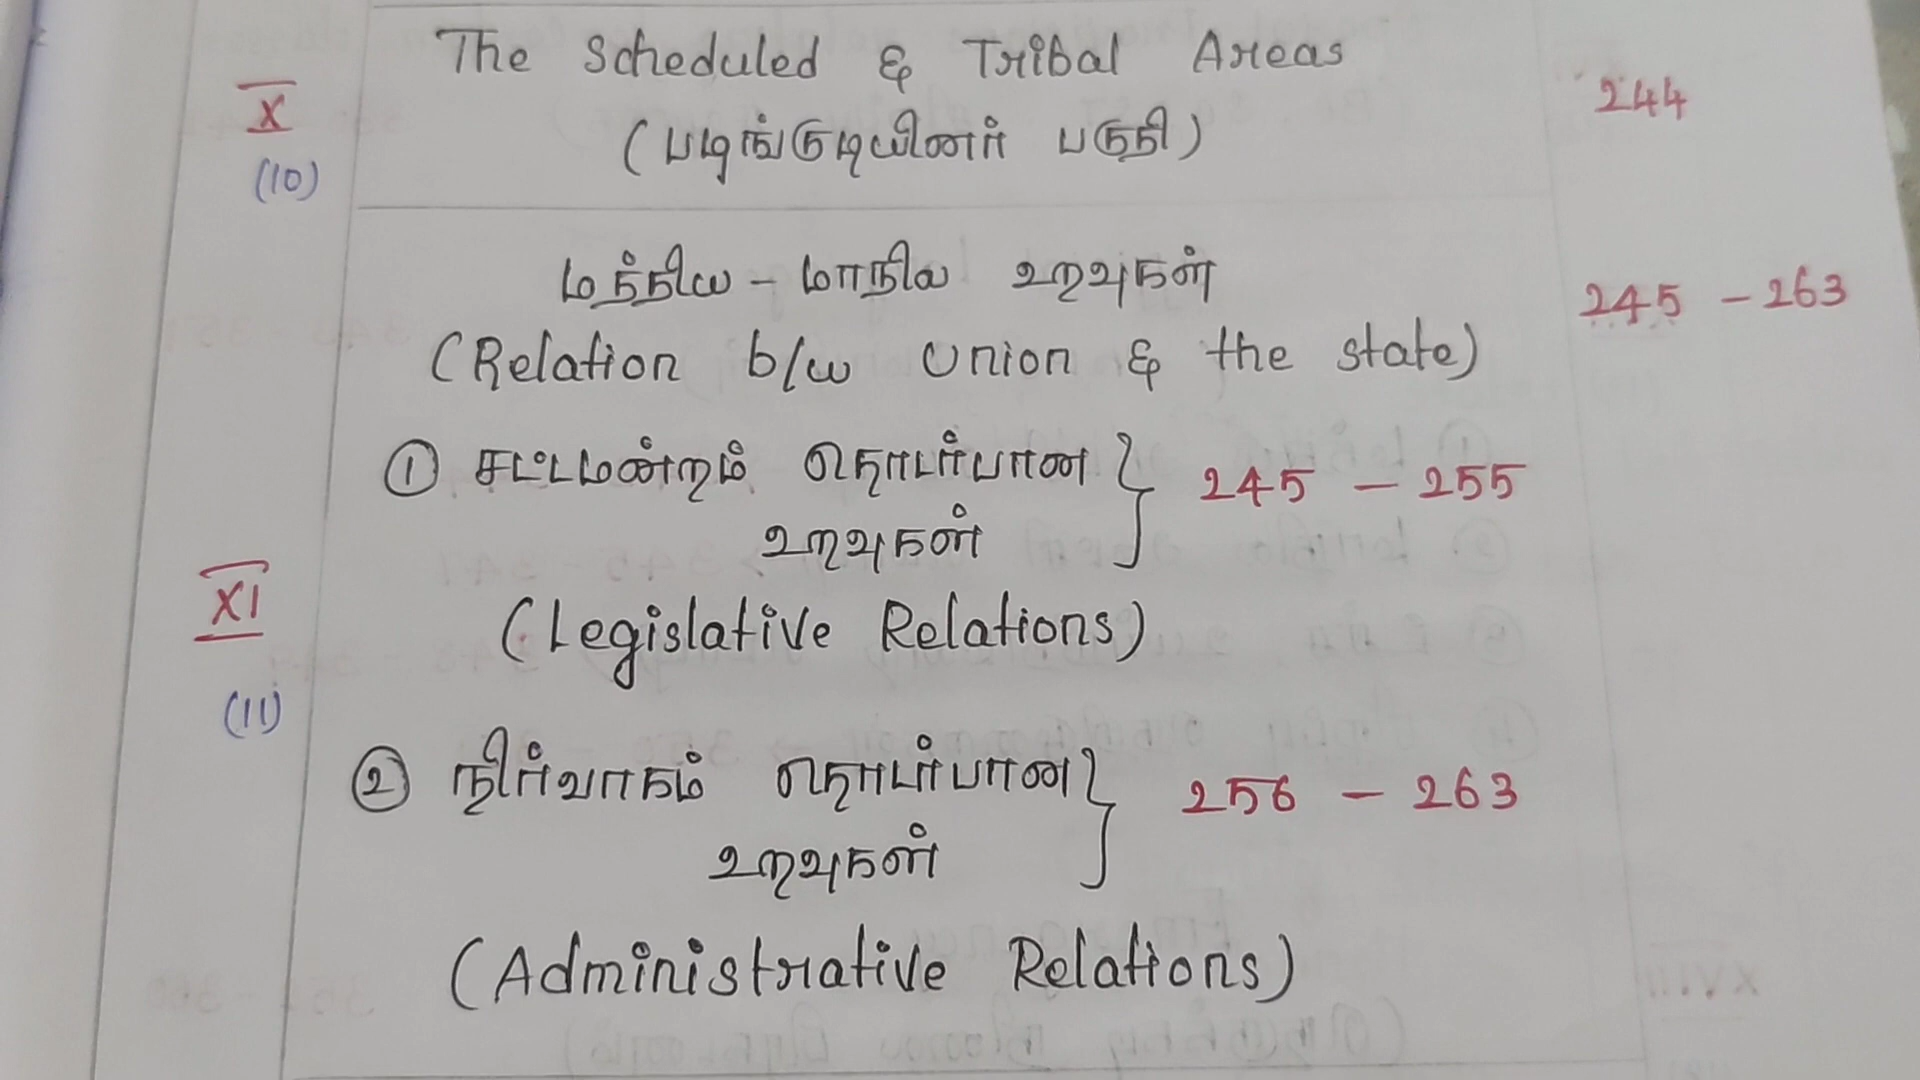 The Scheduled & Tribal Areas
X
244
(பழங்குடியினர் பகுதி)
(10)
மத்திய - மாநில உறவுகள்
245 - 263
(Relation b/w Union & the state)
① சட்டமன்றம் தொடர்பான } 245 - 255
உறவுகள்
XI
(Legislative Relations)
(11)
② நிர்வாகம் தொடர்பான } 256 - 263
உறவுகள்
(Administrative Relations)